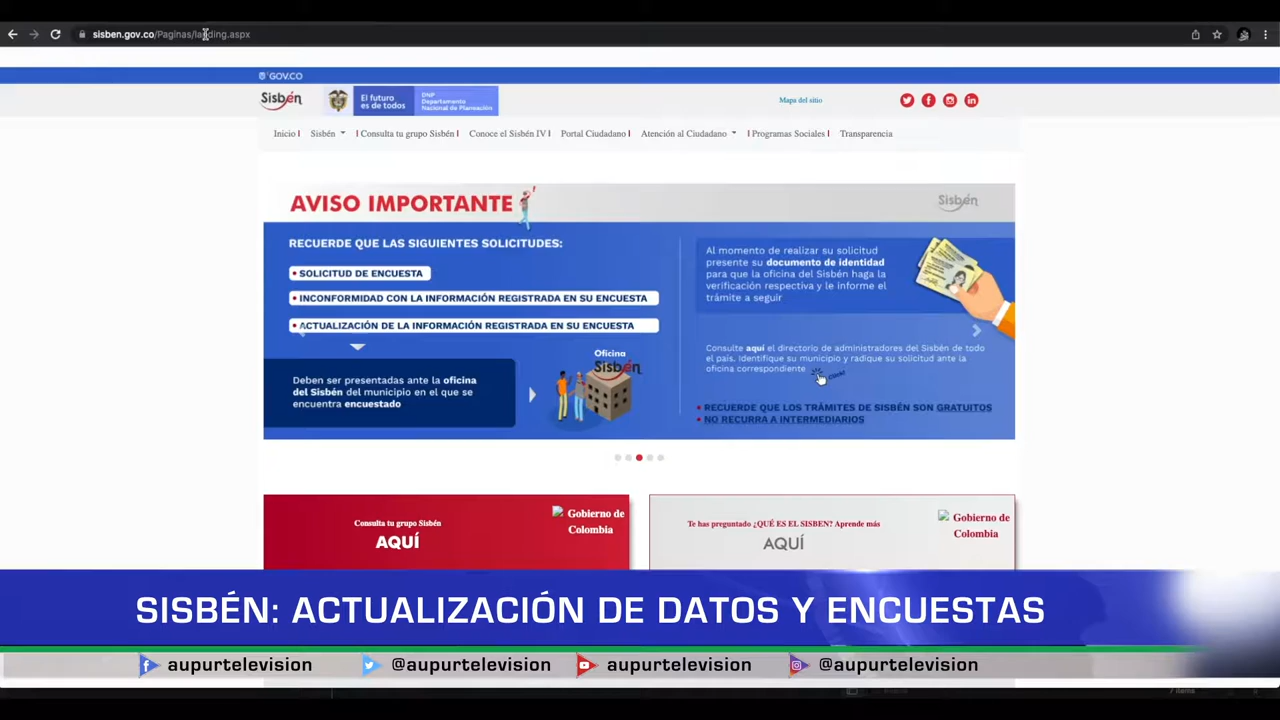 sisben.gov.co/Paginas/landing.aspx
GOV.CO
Sisbén
El futuro
es de todos
DNP
Departamento
Nacional de Planeación
Mapa del sitio
Inicio
Sisbén
Consulta tu grupo Sisbén
Conoce el Sisbén IV
Portal Ciudadano
Atención al Ciudadano
Programas Sociales
Transparencia
AVISO IMPORTANTE
Sisbén
RECUERDE QUE LAS SIGUIENTES SOLICITUDES:
• SOLICITUD DE ENCUESTA
• INCONFORMIDAD CON LA INFORMACIÓN REGISTRADA EN SU ENCUESTA
• ACTUALIZACIÓN DE LA INFORMACIÓN REGISTRADA EN SU ENCUESTA
Deben ser presentadas ante la oficina
del Sisbén del municipio en el que se
encuentra encuestado
Oficina
Sisbén
Al momento de realizar su solicitud
presente su documento de identidad
para que la oficina del Sisbén haga la
verificación respectiva y le informe el
trámite a seguir
Consulte aquí el directorio de administradores del Sisbén de todo
el país. Identifique su municipio y radique su solicitud ante la
oficina correspondiente
• RECUERDE QUE LOS TRÁMITES DE SISBÉN SON GRATUITOS
• NO RECURRA A INTERMEDIARIOS
Consulta tu grupo Sisbén
AQUÍ
Gobierno de
Colombia
Te has preguntado ¿QUÉ ES EL SISBEN? Aprende más
AQUÍ
Gobierno de
Colombia
SISBÉN: ACTUALIZACIÓN DE DATOS Y ENCUESTAS
aupurtelevision
@aupurtelevision
aupurtelevision
@aupurtelevision
7 items